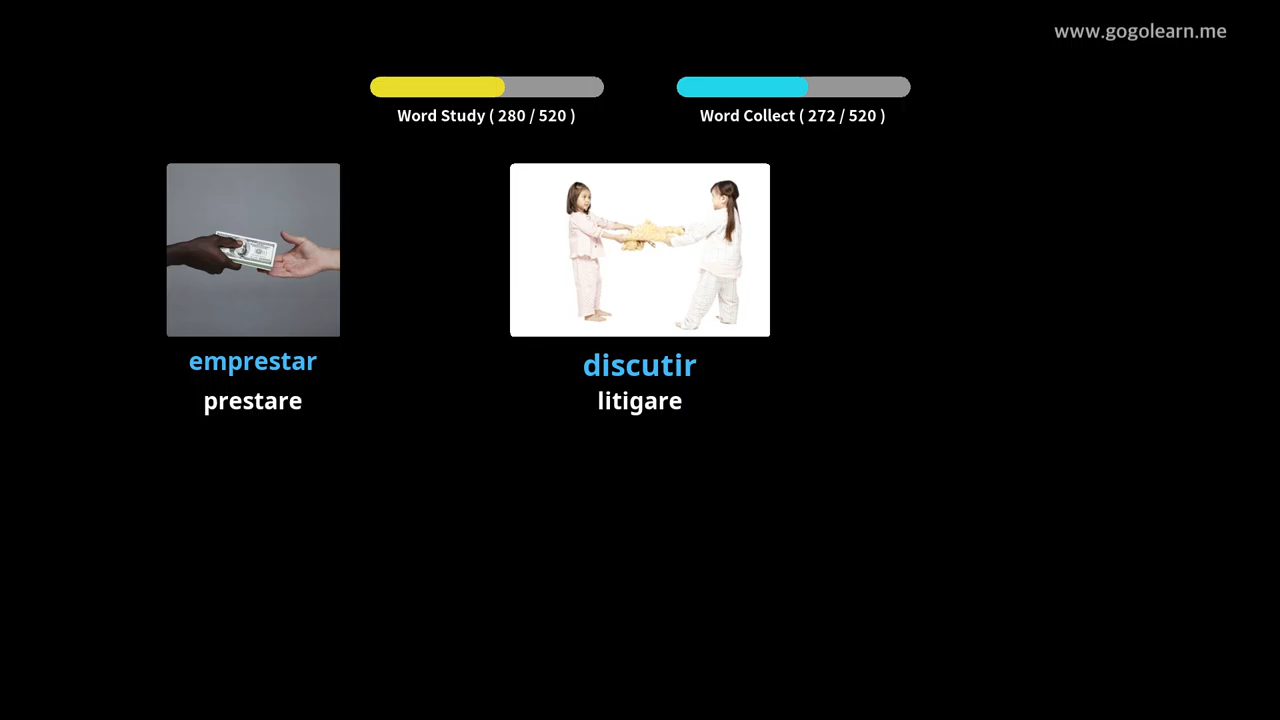 www.gogolearn.me
Word Study ( 280 / 520 )
Word Collect ( 272 / 520 )
emprestar
prestare
discutir
litigare